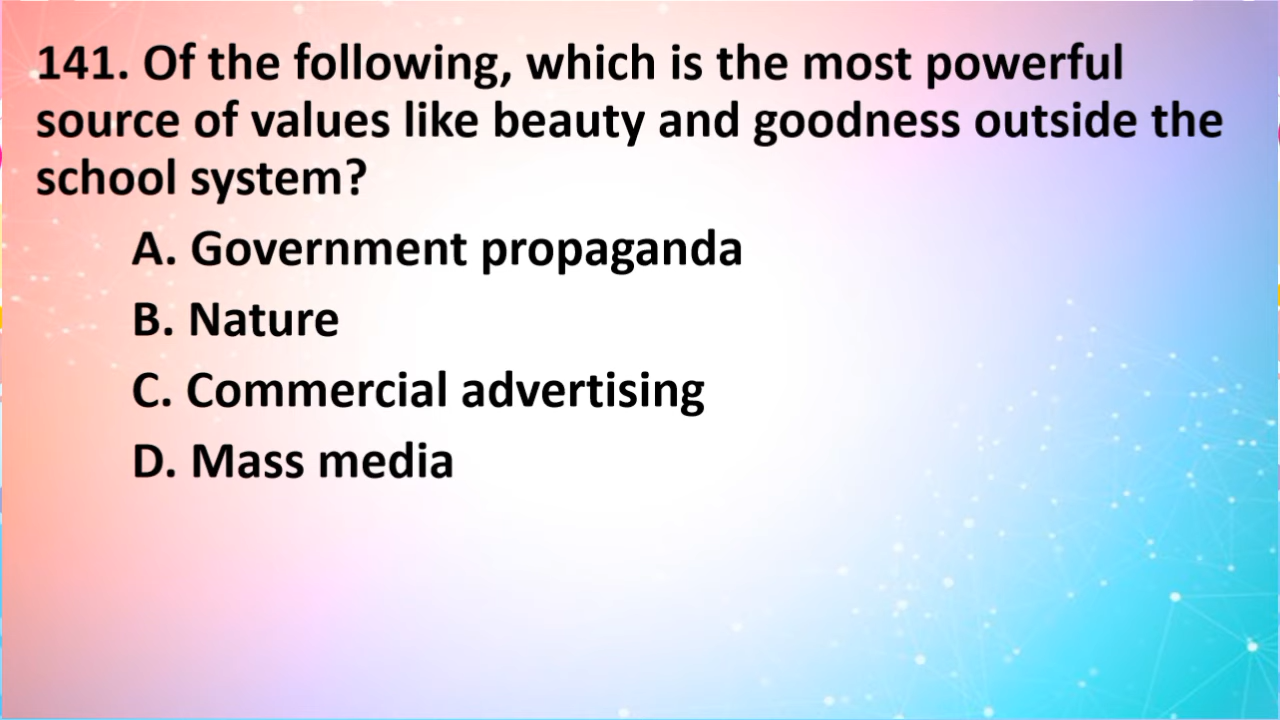 141. Of the following, which is the most powerful
source of values like beauty and goodness outside the
school system?
A. Government propaganda
B. Nature
C. Commercial advertising
D. Mass media